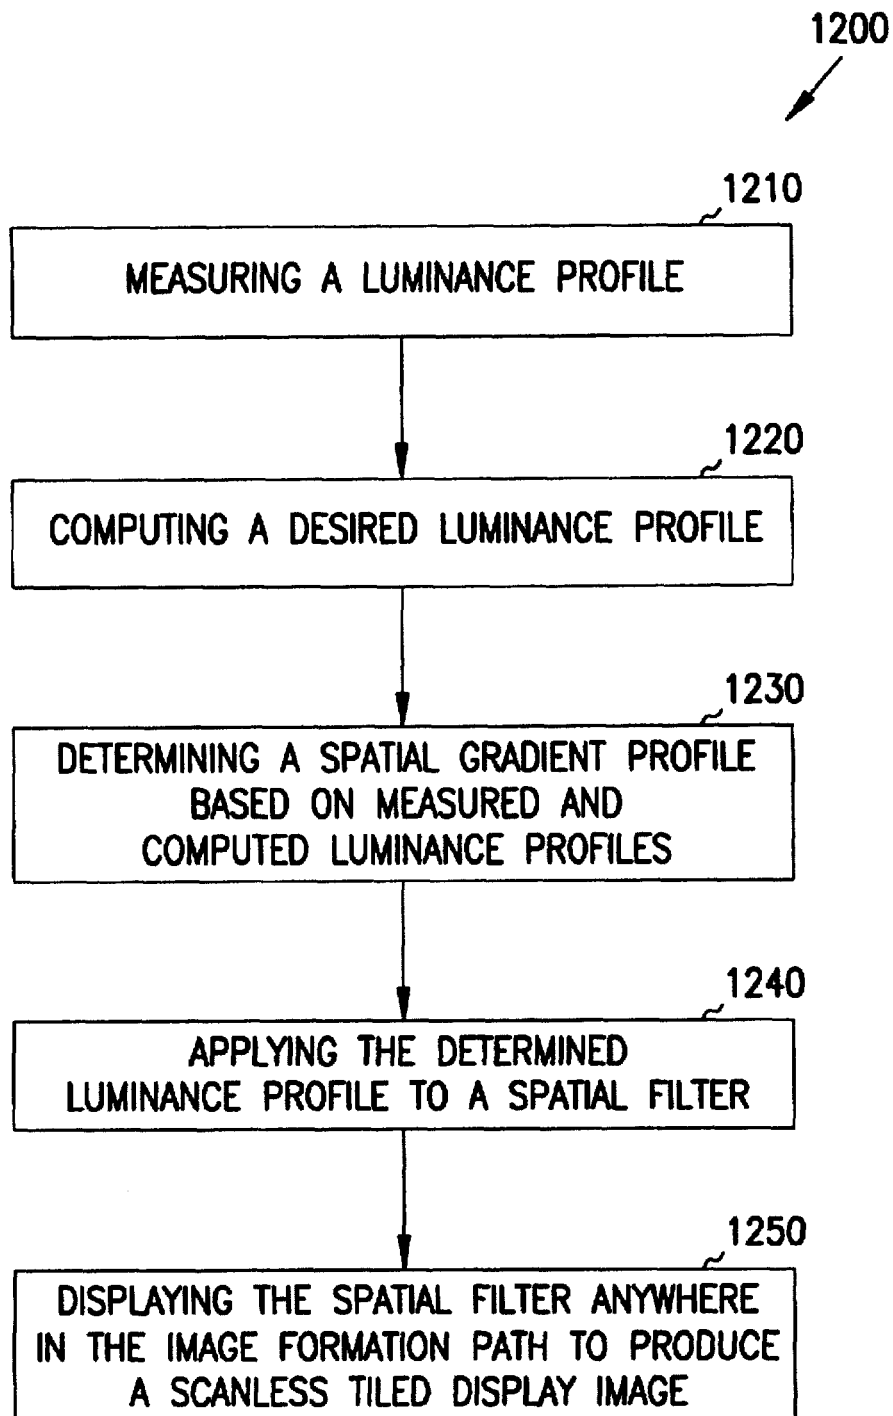 1200
1210
MEASURING A LUMINANCE PROFILE
1220
COMPUTING A DESIRED LUMINANCE PROFILE
1230
DETERMINING A SPATIAL GRADIENT PROFILE
BASED ON MEASURED AND
COMPUTED LUMINANCE PROFILES
1240
APPLYING THE DETERMINED
LUMINANCE PROFILE TO A SPATIAL FILTER
1250
DISPLAYING THE SPATIAL FILTER ANYWHERE
IN THE IMAGE FORMATION PATH TO PRODUCE
A SCANLESS TILED DISPLAY IMAGE